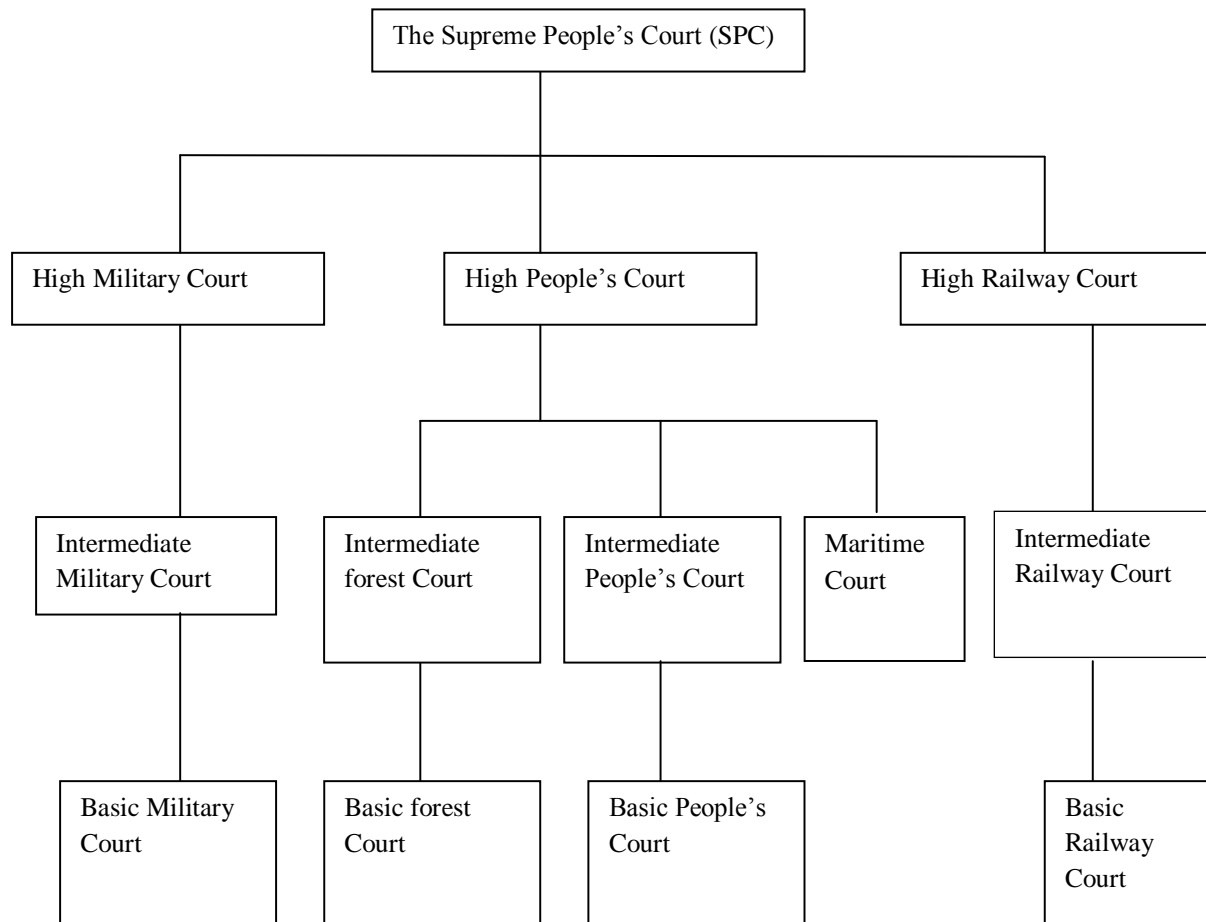 The Supreme People’s Court (SPC)
High Military Court
High People’s Court
High Railway Court
Intermediate
Military Court
Intermediate
forest Court
Intermediate
People’s Court
Maritime
Court
Intermediate
Railway Court
Basic Military
Court
Basic forest
Court
Basic People’s
Court
Basic
Railway
Court